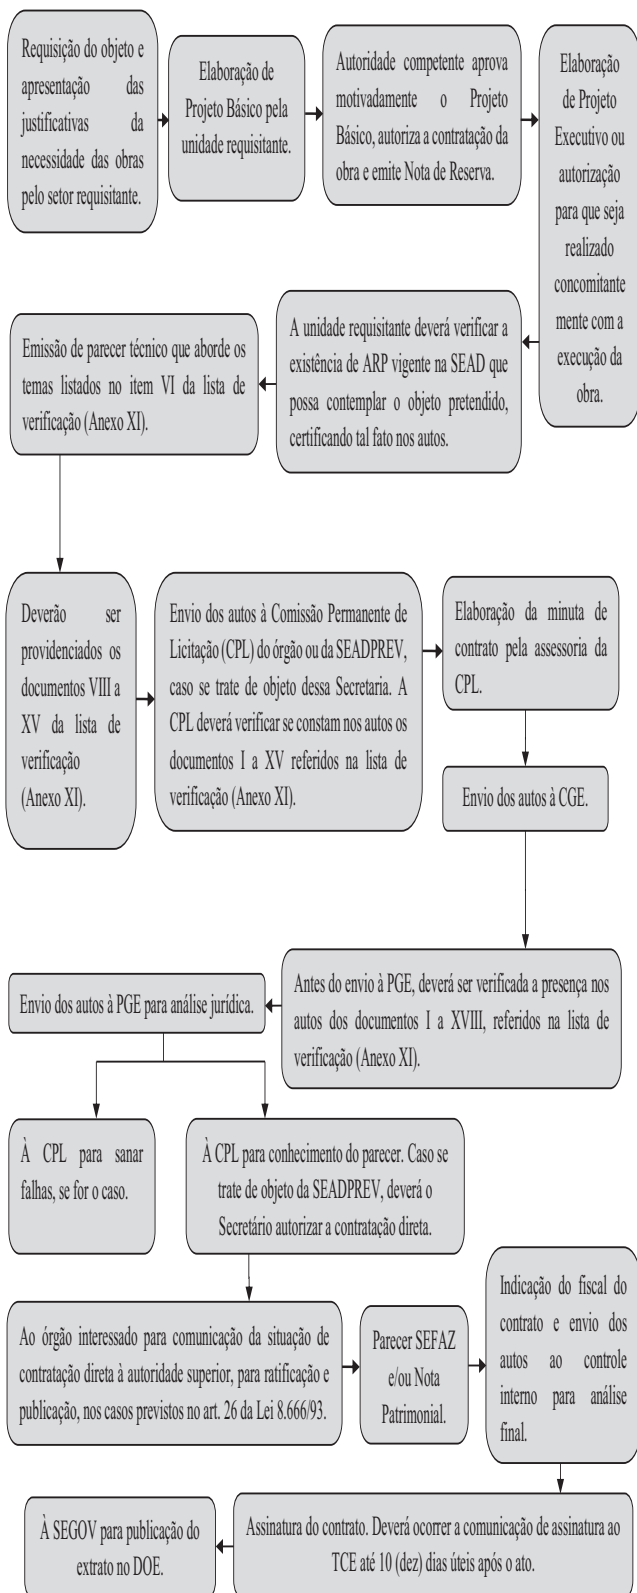 Requisição do objeto e
apresentação das
justificativas da
necessidade das obras
pelo setor requisitante.
Elaboração de
Projeto Básico pela
unidade requisitante.
Autoridade competente aprova
motivadamente o Projeto
Básico, autoriza a contratação da
obra e emite Nota de Reserva.
Elaboração
de Projeto
Executivo ou
autorização
para que seja
realizado
concomitante
mente com a
execução da
obra.
A unidade requisitante deverá verificar a
existência de ARP vigente na SEAD que
possa contemplar o objeto pretendido,
certificando tal fato nos autos.
Emissão de parecer técnico que aborde os
temas listados no item VI da lista de
verificação (Anexo XI).
Deverão ser
providenciados os
documentos VIII a
XV da lista de
verificação
(Anexo XI).
Envio dos autos à Comissão Permanente de
Licitação (CPL) do órgão ou da SEADPREV,
caso se trate de objeto dessa Secretaria. A
CPL deverá verificar se constam nos autos os
documentos I a XV referidos na lista de
verificação (Anexo XI).
Elaboração da minuta de
contrato pela assessoria da
CPL.
Envio dos autos à CGE.
Antes do envio à PGE, deverá ser verificada a presença nos
autos dos documentos I a XVIII, referidos na lista de
verificação (Anexo XI).
Envio dos autos à PGE para análise jurídica.
À CPL para sanar
falhas, se for o caso.
À CPL para conhecimento do parecer. Caso se
trate de objeto da SEADPREV, deverá o
Secretário autorizar a contratação direta.
Ao órgão interessado para comunicação da situação de
contratação direta à autoridade superior, para ratificação e
publicação, nos casos previstos no art. 26 da Lei 8.666/93.
Parecer SEFAZ
e/ou Nota
Patrimonial.
Indicação do fiscal do
contrato e envio dos
autos ao controle
interno para análise
final.
Assinatura do contrato. Deverá ocorrer a comunicação de assinatura ao
TCE até 10 (dez) dias úteis após o ato.
À SEGOV para publicação do
extrato no DOE.